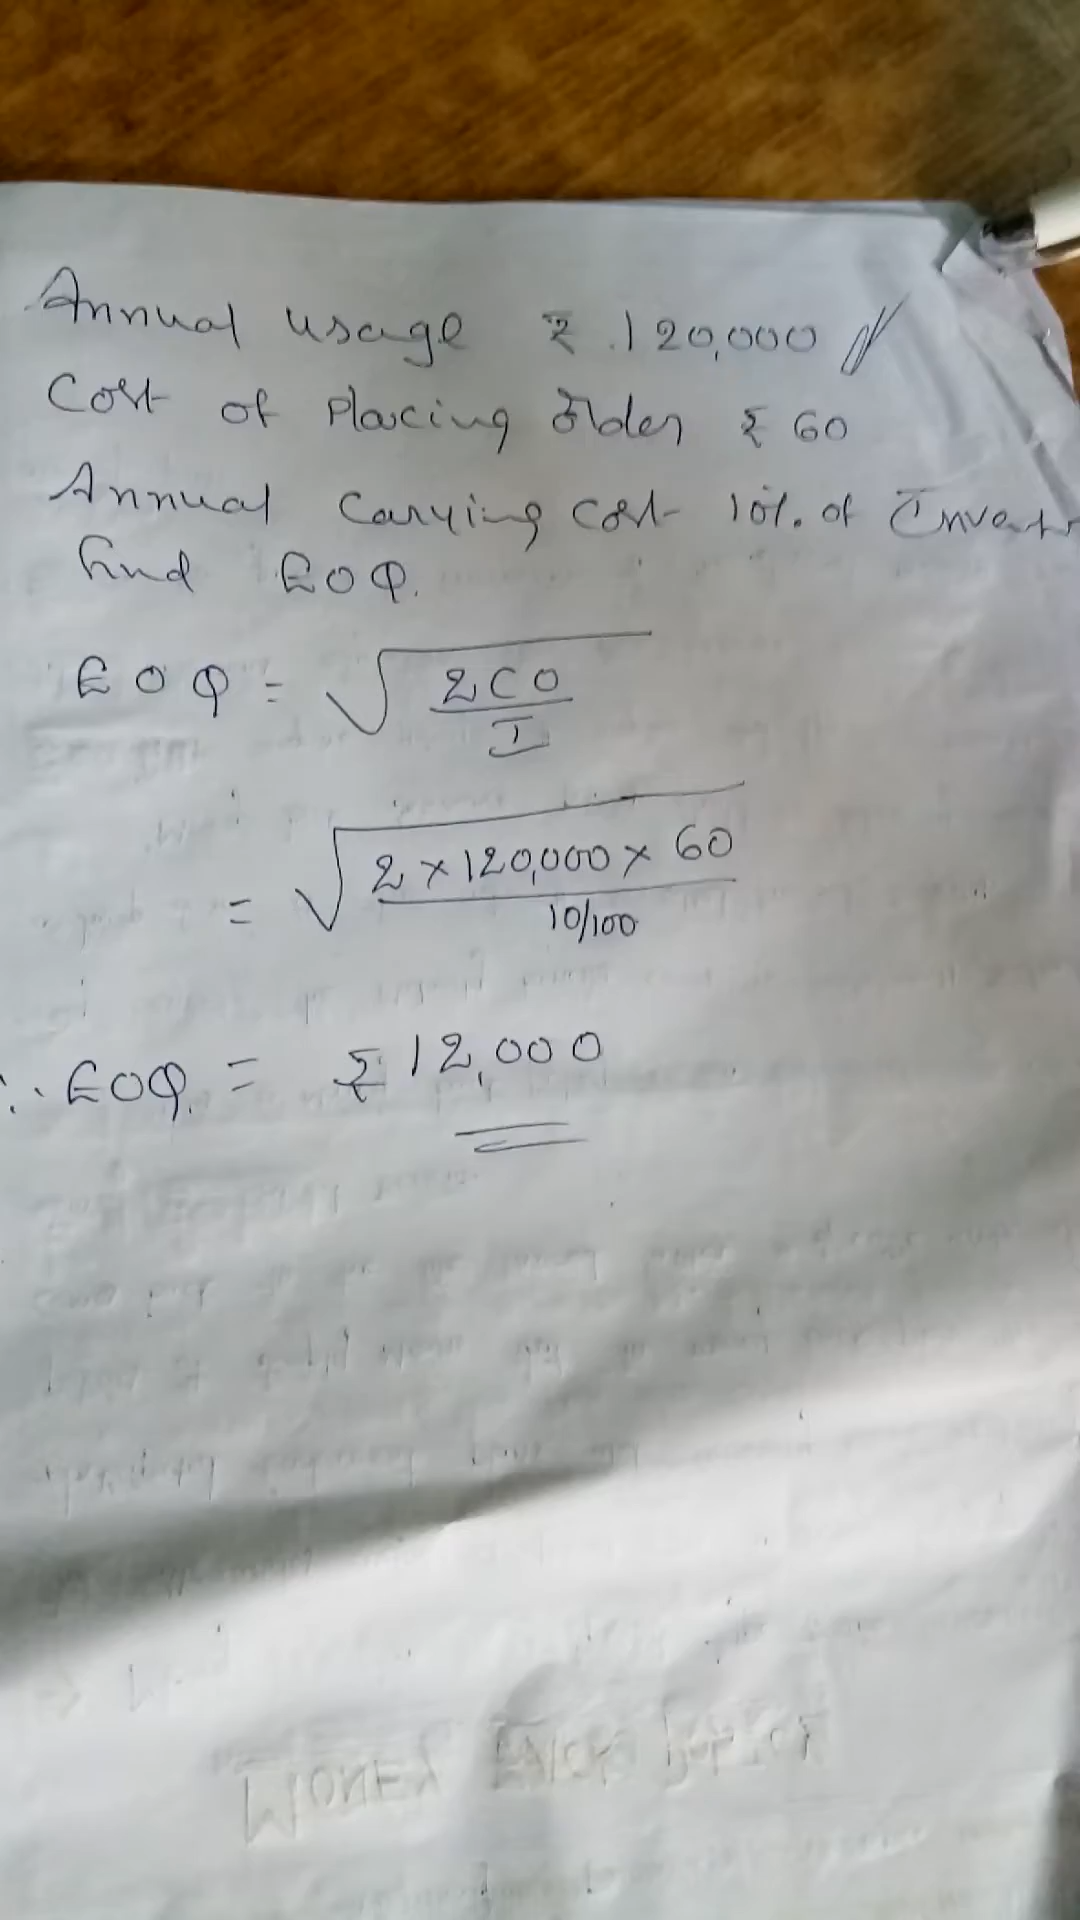 Annual usage ₹ .120,000
Cost of Placing order ₹ 60
Annual Carrying cost 10%. of
find EOQ.
EOQ = √ 2CO / I
= √ 2 × 120,000 × 60 / 10/100
∴ EOQ. = ₹ 12,000